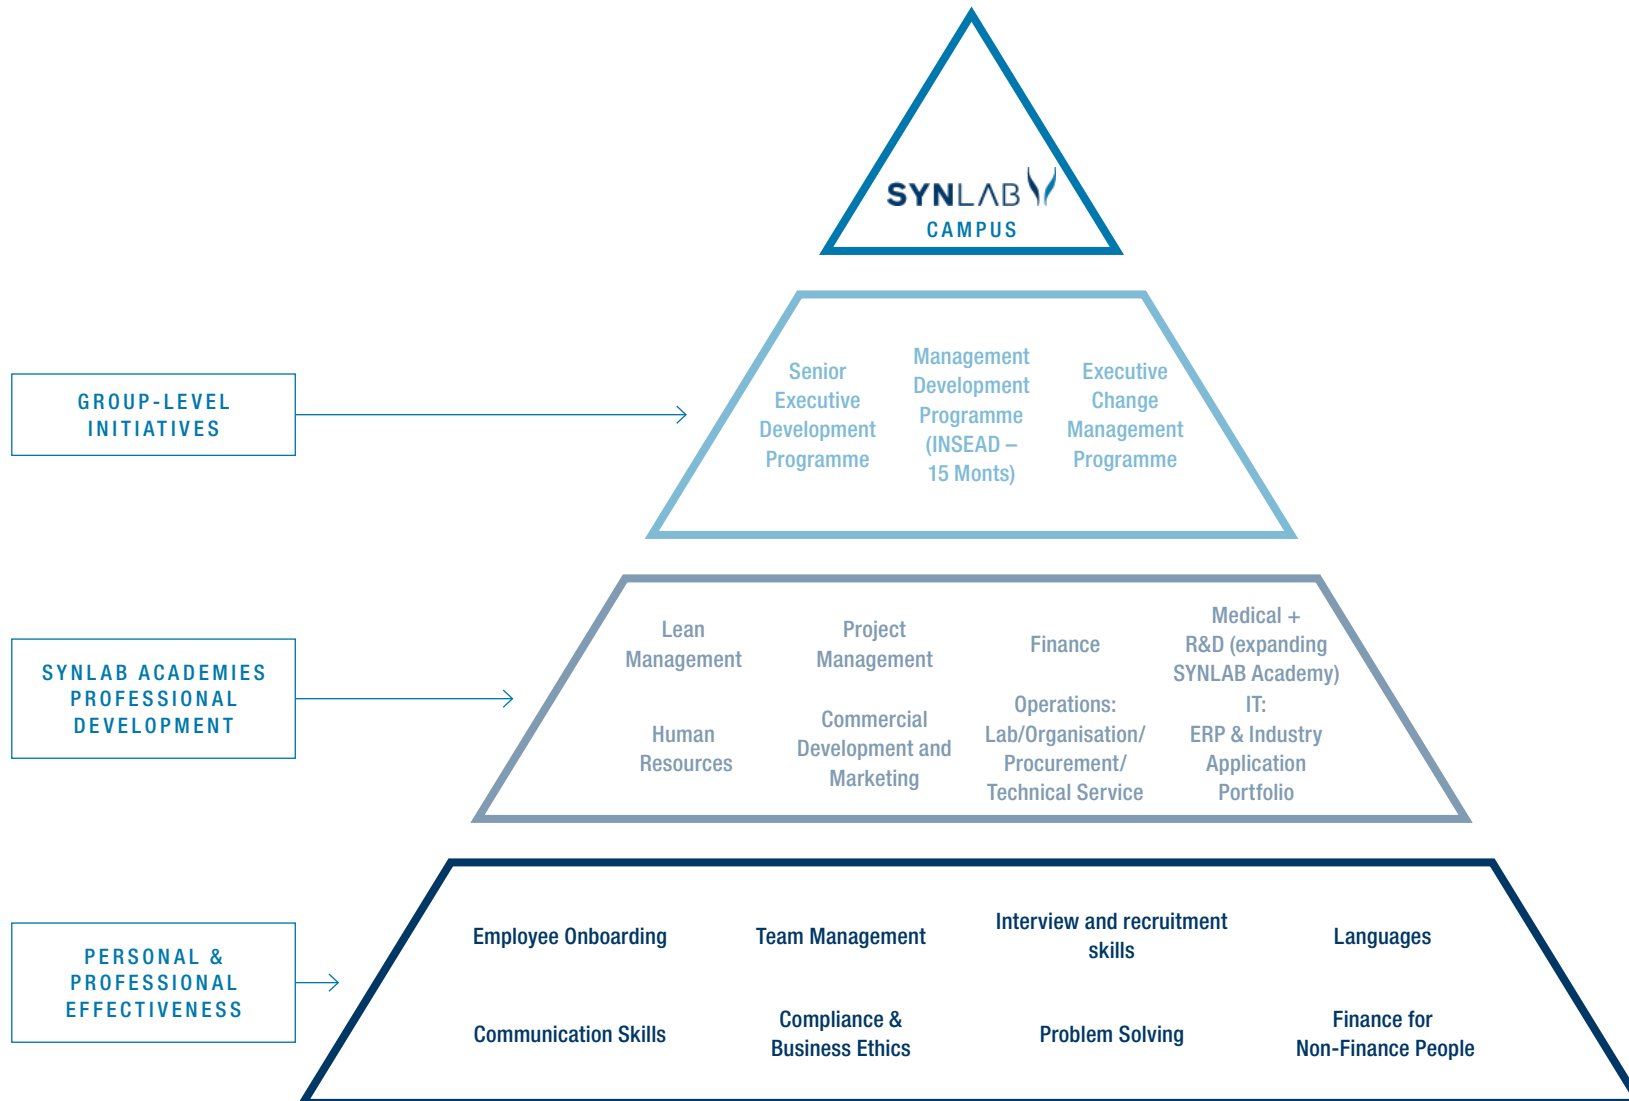 SYNLAB
CAMPUS
GROUP-LEVEL
INITIATIVES
Senior
Executive
Development
Programme
Management
Development
Programme
(INSEAD –
15 Monts)
Executive
Change
Management
Programme
SYNLAB ACADEMIES
PROFESSIONAL
DEVELOPMENT
Lean
Management
Project
Management
Finance
Medical +
R&D (expanding
SYNLAB Academy)
Human
Resources
Commercial
Development and
Marketing
Operations:
Lab/Organisation/
Procurement/
Technical Service
IT:
ERP & Industry
Application
Portfolio
PERSONAL &
PROFESSIONAL
EFFECTIVENESS
Employee Onboarding
Team Management
Interview and recruitment
skills
Languages
Communication Skills
Compliance &
Business Ethics
Problem Solving
Finance for
Non-Finance People